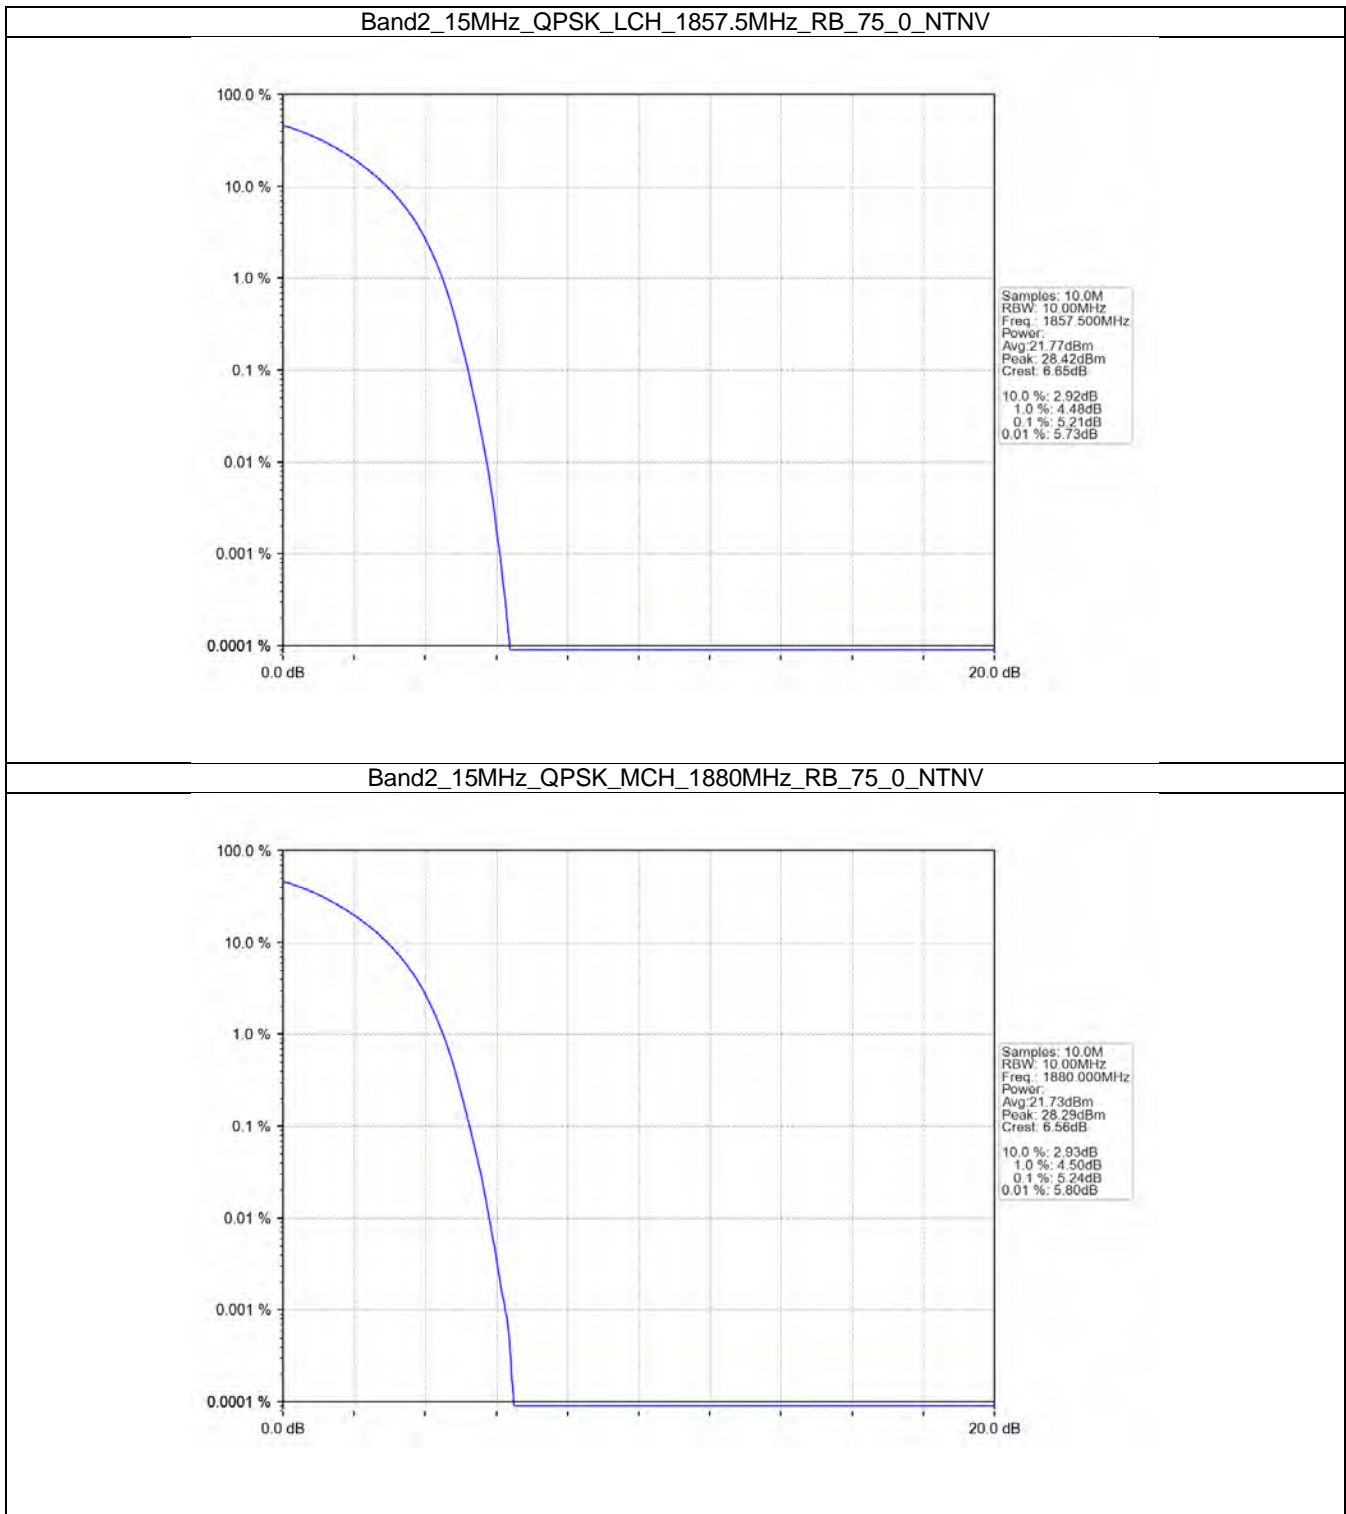 Band2_15MHz_QPSK_LCH_1857.5MHz_RB_75_0_NTNV
100.0 %
10.0 %
1.0 %
0.1 %
0.01 %
0.001 %
0.0001 %
0.0 dB
20.0 dB
Samples: 10.0M
RBW: 10.00MHz
Freq.: 1857.500MHz
Power:
Avg:21.77dBm
Peak: 28.42dBm
Crest: 6.65dB
10.0 %: 2.92dB
1.0 %: 4.48dB
0.1 %: 5.21dB
0.01 %: 5.73dB
Band2_15MHz_QPSK_MCH_1880MHz_RB_75_0_NTNV
100.0 %
10.0 %
1.0 %
0.1 %
0.01 %
0.001 %
0.0001 %
0.0 dB
20.0 dB
Samples: 10.0M
RBW: 10.00MHz
Freq.: 1880.000MHz
Power:
Avg:21.73dBm
Peak: 28.29dBm
Crest: 6.56dB
10.0 %: 2.93dB
1.0 %: 4.50dB
0.1 %: 5.24dB
0.01 %: 5.80dB